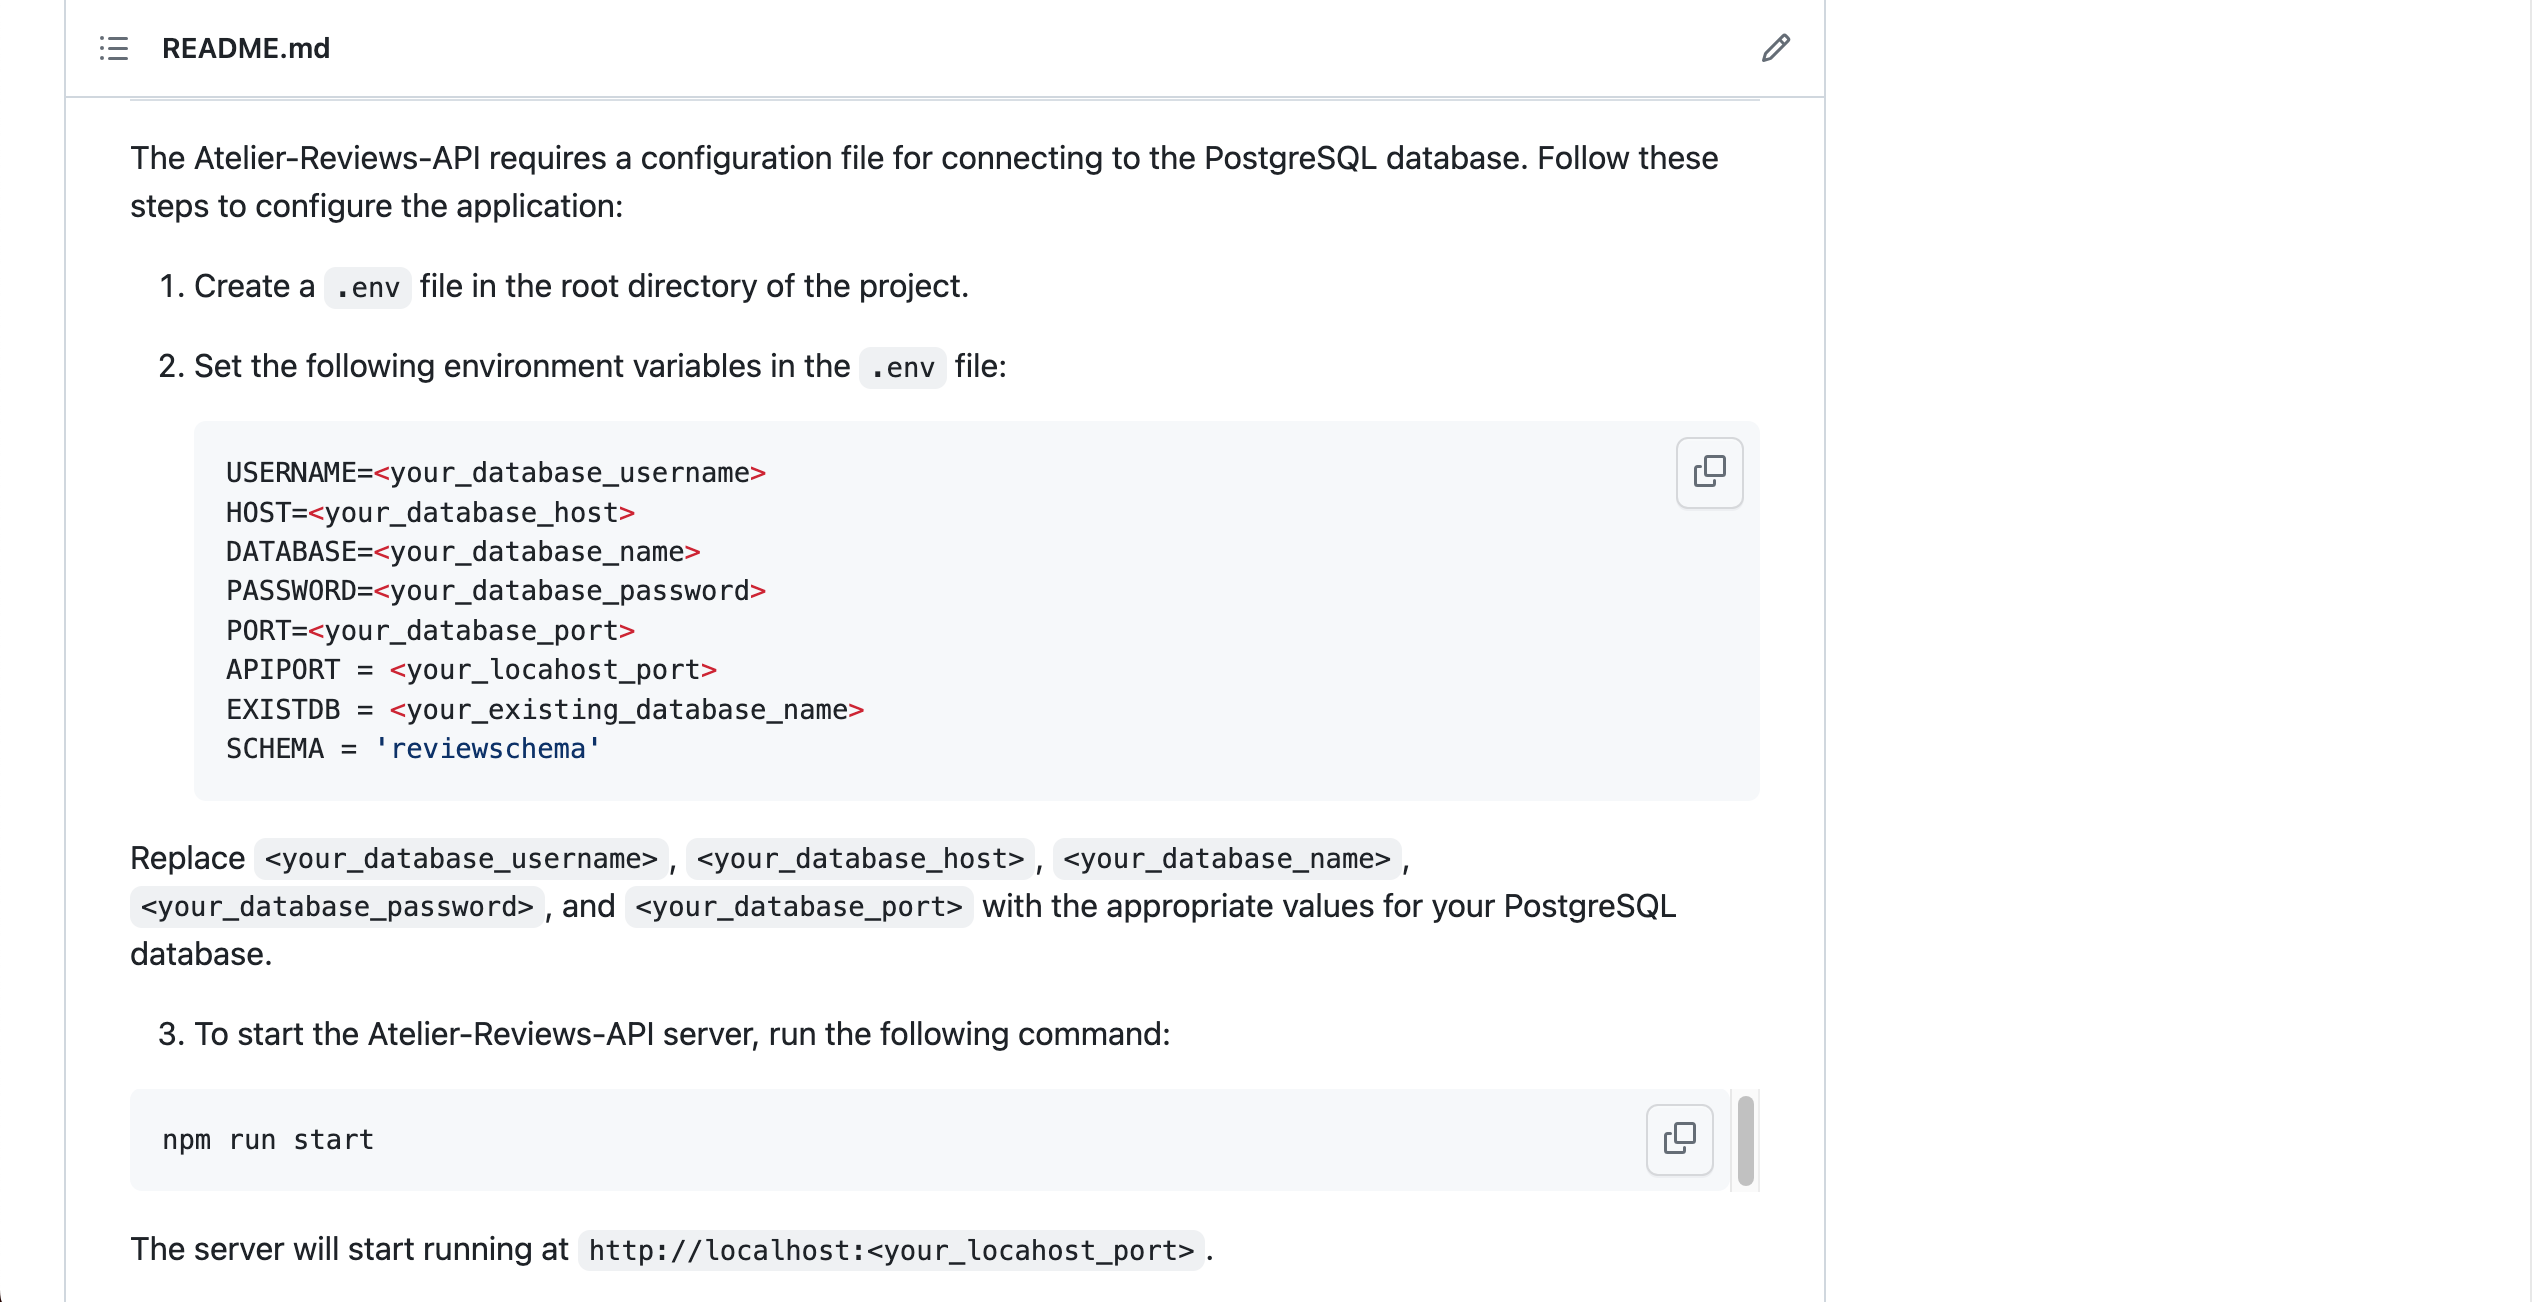 README.md
The Atelier-Reviews-API requires a configuration file for connecting to the PostgreSQL database. Follow these
steps to configure the application:
1. Create a .env file in the root directory of the project.
2. Set the following environment variables in the .env file:
USERNAME=<your_database_username>
HOST=<your_database_host>
DATABASE=<your_database_name>
PASSWORD=<your_database_password>
PORT=<your_database_port>
APIPORT = <your_locahost_port>
EXISTDB = <your_existing_database_name>
SCHEMA = 'reviewschema'
Replace <your_database_username>, <your_database_host>, <your_database_name>,
<your_database_password>, and <your_database_port> with the appropriate values for your PostgreSQL
database.
3. To start the Atelier-Reviews-API server, run the following command:
npm run start
The server will start running at http://localhost:<your_locahost_port>.